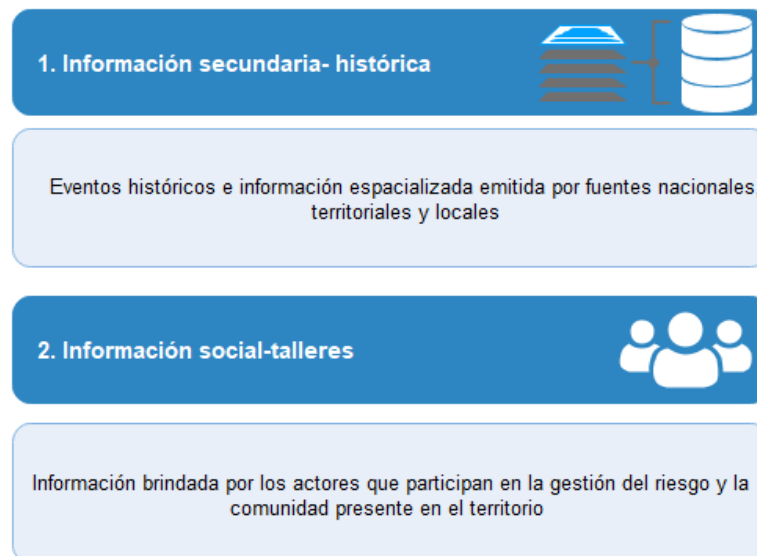 1. Información secundaria- histórica
Eventos históricos e información espacializada emitida por fuentes nacionales,
territoriales y locales
2. Información social-talleres
Información brindada por los actores que participan en la gestión del riesgo y la
comunidad presente en el territorio